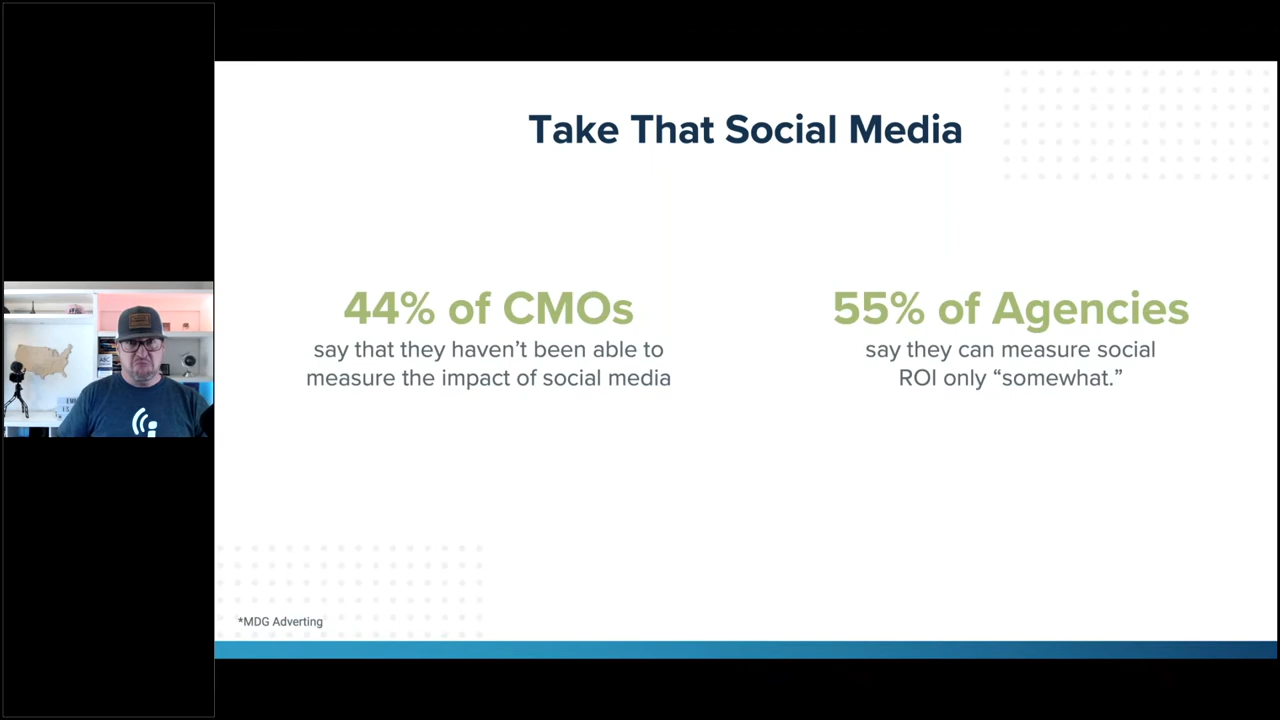 Take That Social Media
44% of CMOs
say that they haven't been able to
measure the impact of social media
55% of Agencies
say they can measure social
ROI only “somewhat.”
*MDG Adverting